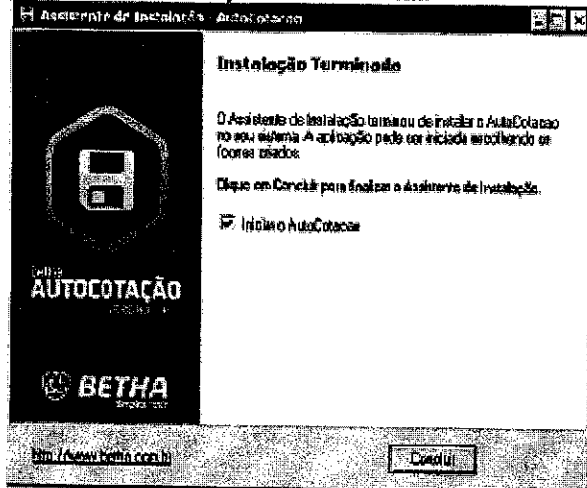 Assistente de Instalação - AutoCotacao
Instalação Terminada
O Assistente de Instalação terminou de instalar o AutoCotacao
no seu sistema. A aplicação pode ser iniciada escolhendo os
ícones criados.
Clique em Concluir para finalizar o Assistente de Instalação.
Iniciar o AutoCotacao
betha
AUTOCOTAÇÃO
BETHA
http://www.betha.com.br
Concluir